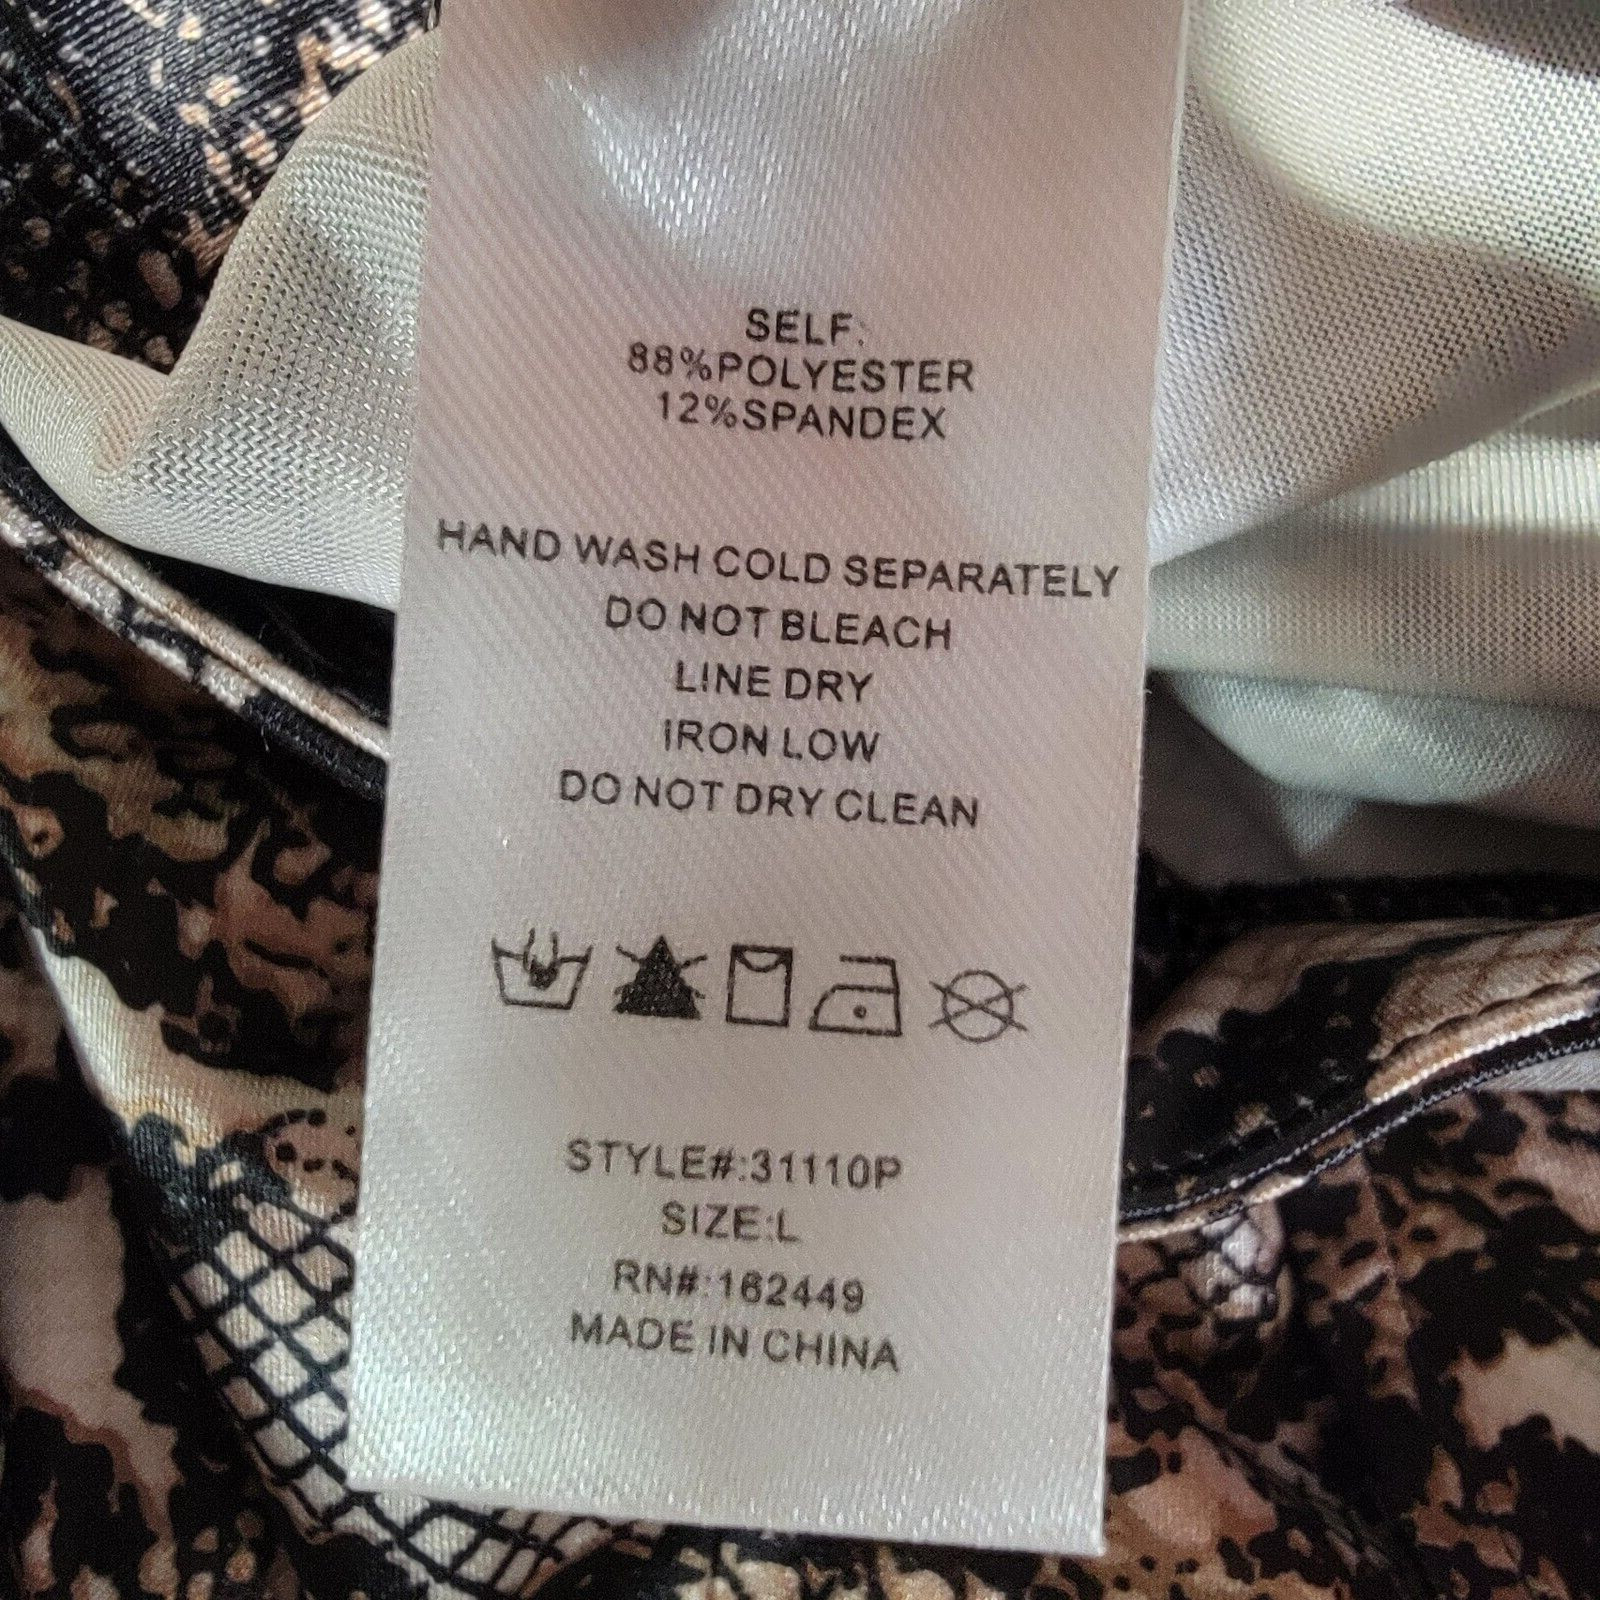 SELF:
88%POLYESTER
12%SPANDEX
HAND WASH COLD SEPARATELY
DO NOT BLEACH
LINE DRY
IRON LOW
DO NOT DRY CLEAN
STYLE#:31110P
SIZE:L
RN#:162449
MADE IN CHINA